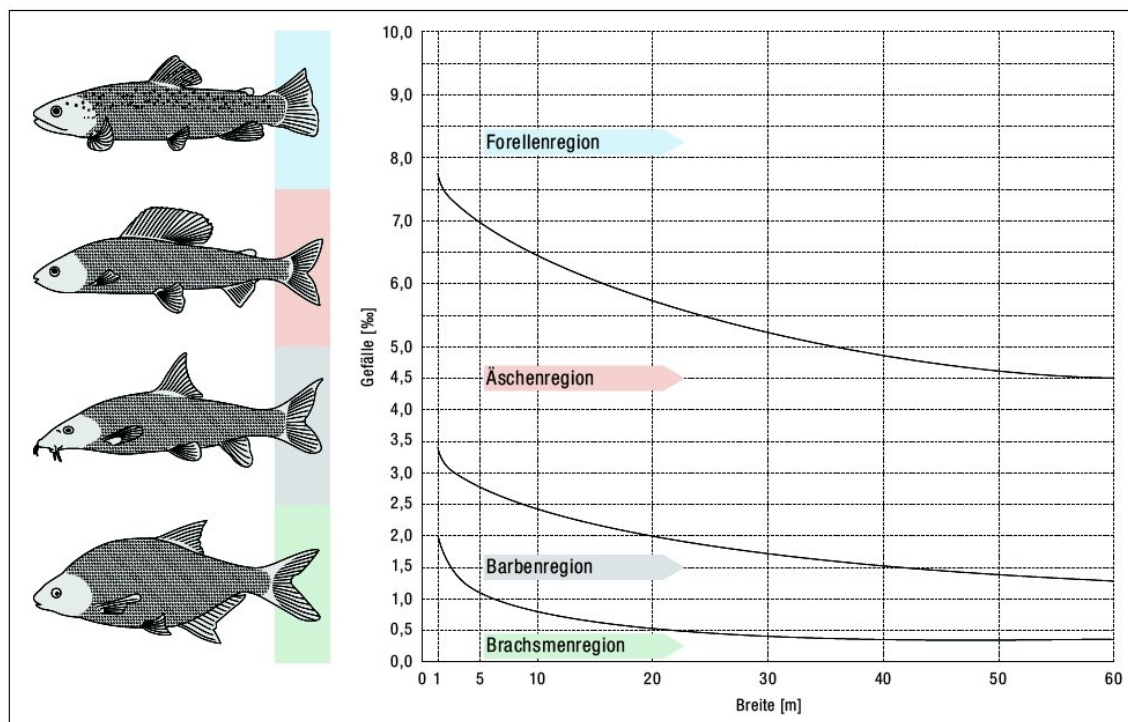 10,0
9,0
Forellenregion
8,0
7,0
6,0
5,0
Äschenregion
4,5
4,0
3,5
3,0
2,5
2,0
Barbenregion
1,5
1,0
0,5
Brachsmenregion
0,0
Gefälle [‰]
0 1 5 10 20 30 40 50 60
Breite [m]